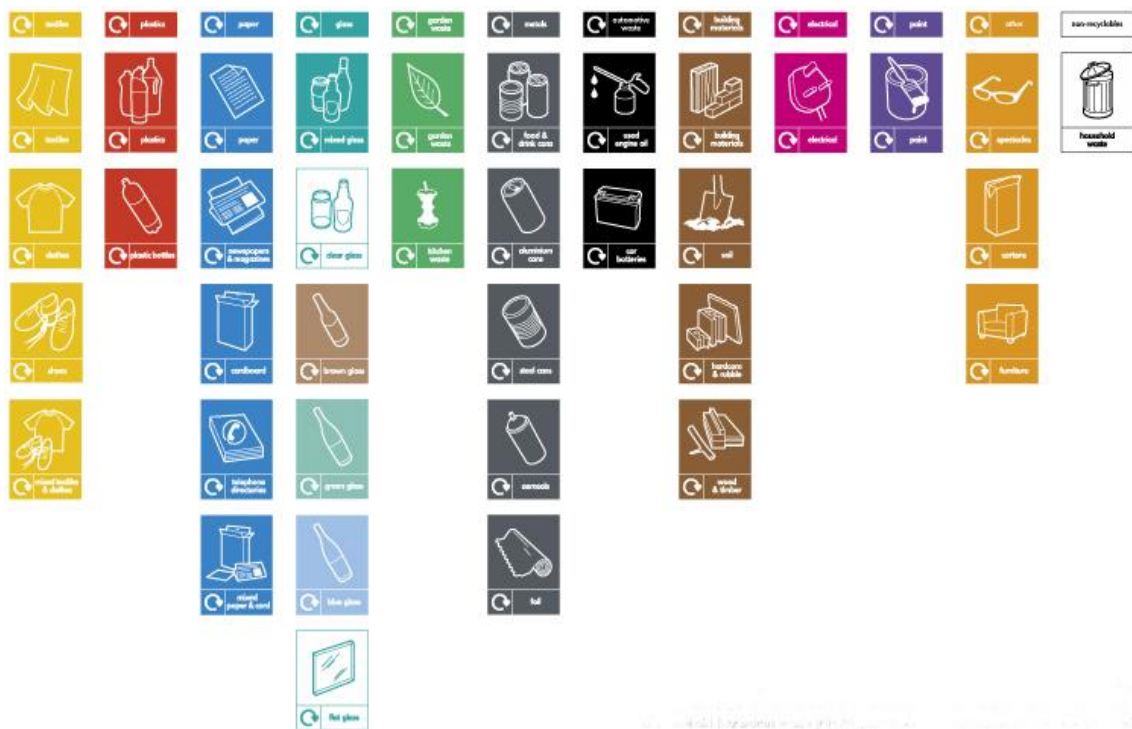 textiles
plastics
paper
glass
garden
waste
metals
automotive
waste
building
materials
electrical
paint
other
non-recyclables
textiles
plastics
paper
mixed glass
garden
waste
food &
drink cans
used
engine oil
building
materials
electrical
paint
spectacles
household
waste
clothes
plastic bottles
newspapers
& magazines
clear glass
kitchen
waste
aluminium
cans
car
batteries
soil
cartons
shoes
cardboard
brown glass
steel cans
hardcore
& rubble
furniture
mixed textiles
& clothes
telephone
directories
green glass
aerosols
wood
& timber
mixed
paper & card
blue glass
foil
flat glass